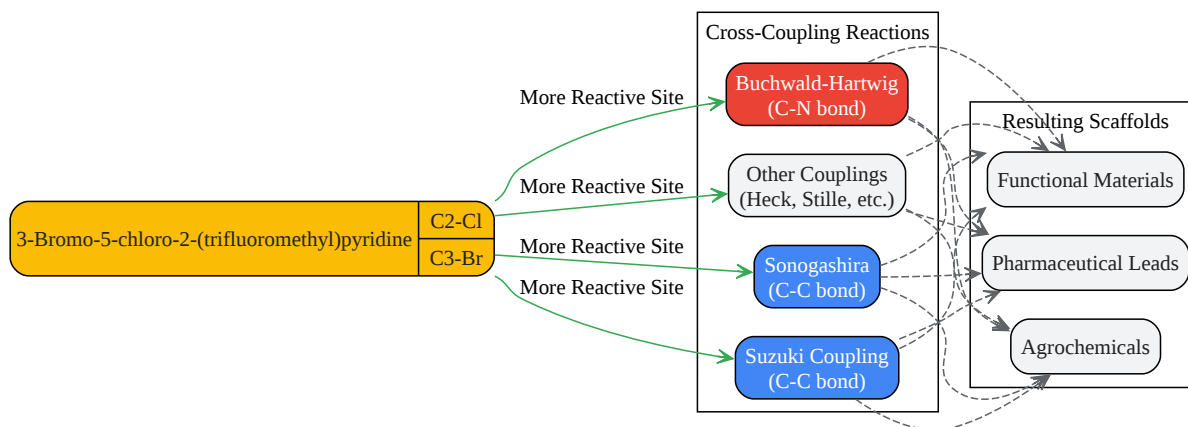 Cross-Coupling Reactions
Buchwald-Hartwig
(C-N bond)
More Reactive Site
Resulting Scaffolds
Other Couplings
(Heck, Stille, etc.)
More Reactive Site
Functional Materials
3-Bromo-5-chloro-2-(trifluoromethyl)pyridine
C2-Cl
C3-Br
More Reactive Site
Sonogashira
(C-C bond)
Pharmaceutical Leads
More Reactive Site
Suzuki Coupling
(C-C bond)
Agrochemicals